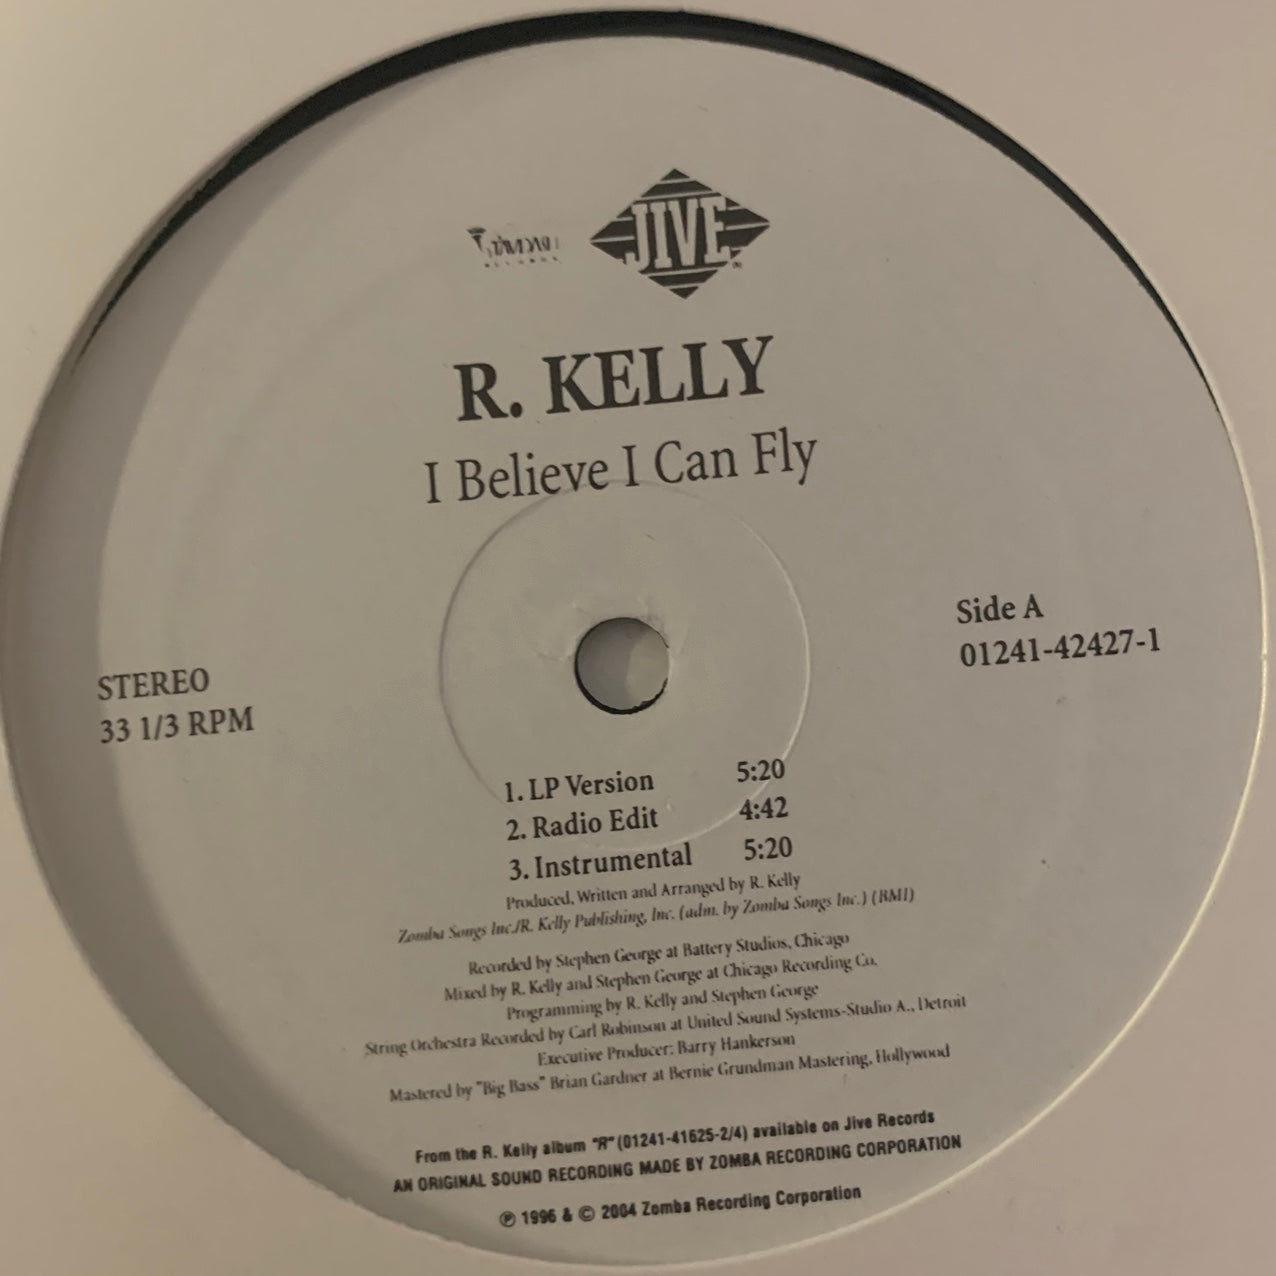 JIVE
R. KELLY
I Believe I Can Fly
Side A
01241-42427-1
STEREO
33 1/3 RPM
1. LP Version 5:20
2. Radio Edit 4:42
3. Instrumental 5:20
Produced, Written and Arranged by R. Kelly
Zomba Songs Inc./R. Kelly Publishing, Inc. (adm. by Zomba Songs Inc.) (BMI)
Recorded by Stephen George at Battery Studios, Chicago
Mixed by R. Kelly and Stephen George at Chicago Recording Co.
Programming by R. Kelly and Stephen George
String Orchestra Recorded by Carl Robinson at United Sound Systems-Studio A., Detroit
Executive Producer: Barry Hankerson
Mastered by "Big Bass" Brian Gardner at Bernie Grundman Mastering, Hollywood
From the R. Kelly album "R" (01241-41625-2/4) available on Jive Records
AN ORIGINAL SOUND RECORDING MADE BY ZOMBA RECORDING CORPORATION
℗ 1996 & © 2004 Zomba Recording Corporation